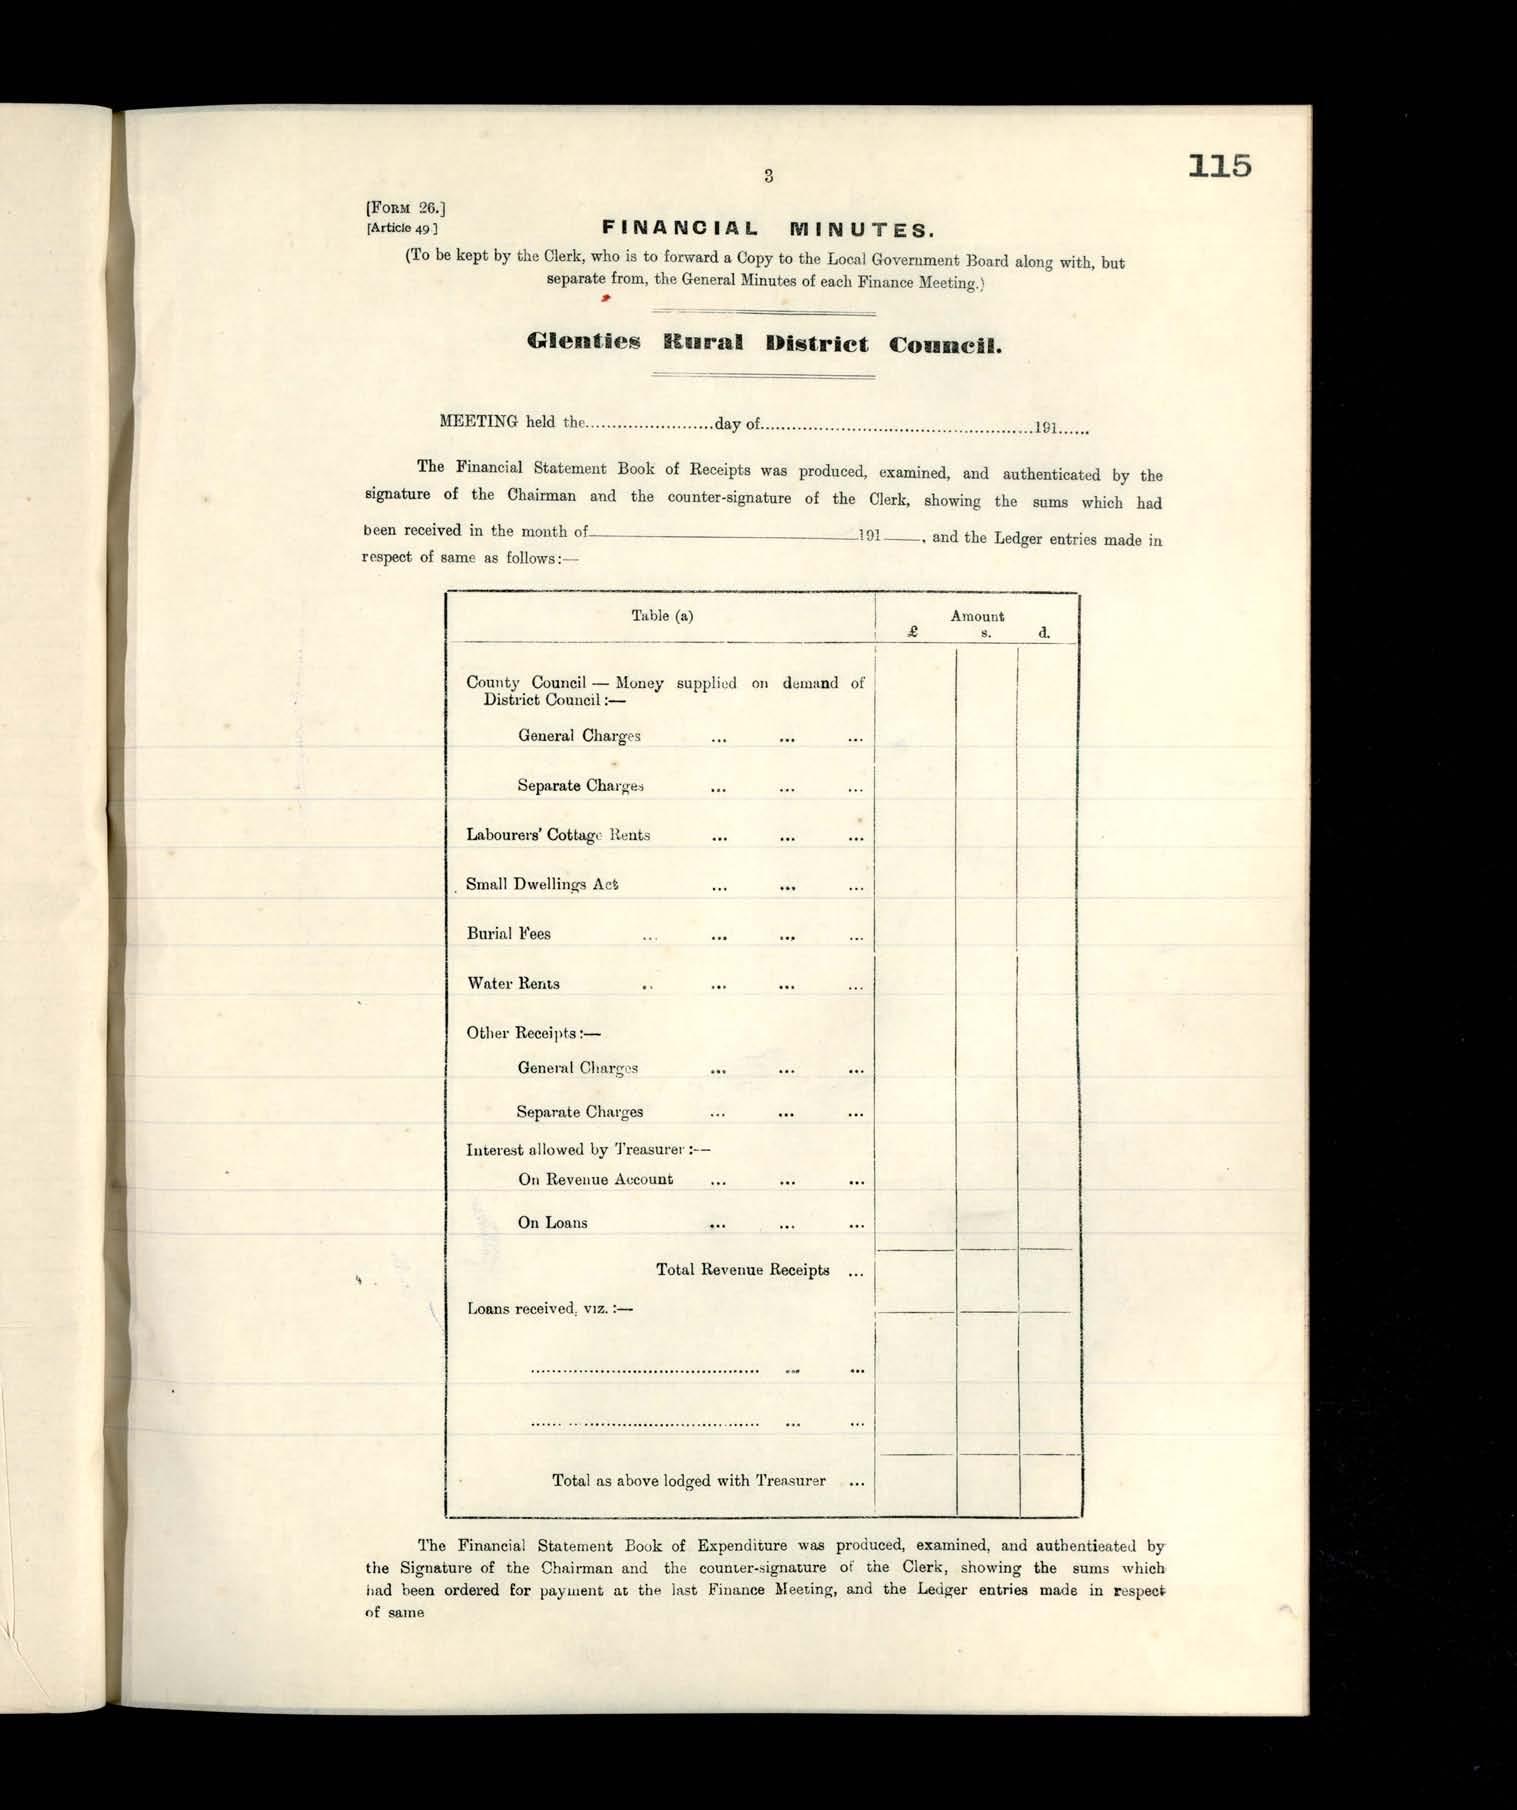 115
3
[FORM 26.]
[Article 49]
FINANCIAL MINUTES.
(To be kept by the Clerk, who is to forward a Copy to the Local Government Board along with, but
separate from, the General Minutes of each Finance Meeting.)
Glenties Rural District Council.
MEETING held the........................day of....................................................191......
The Financial Statement Book of Receipts was produced, examined, and authenticated by the
signature of the Chairman and the counter-signature of the Clerk, showing the sums which had
been received in the month of 191 , and the Ledger entries made in
respect of same as follows:—
Table (a) Amount
£ s. d.
County Council — Money supplied on demand of
District Council :—
General Charges ... ... ...
Separate Charges ... ... ...
Labourers' Cottage Rents ... ... ...
Small Dwellings Act ... ... ...
Burial Fees ... ... ... ...
Water Rents .. ... ... ...
Other Receipts :—
General Charges ... ... ...
Separate Charges ... ... ...
Interest allowed by Treasurer :—
On Revenue Account ... ... ...
On Loans ... ... ...
Total Revenue Receipts ...
Loans received, viz. :—
............................................ ... ...
............................................ ... ...
Total as above lodged with Treasurer ...
The Financial Statement Book of Expenditure was produced, examined, and authentieated by
the Signature of the Chairman and the counter-signature of the Clerk, showing the sums which
had been ordered for payment at the last Finance Meeting, and the Ledger entries made in respect
of same